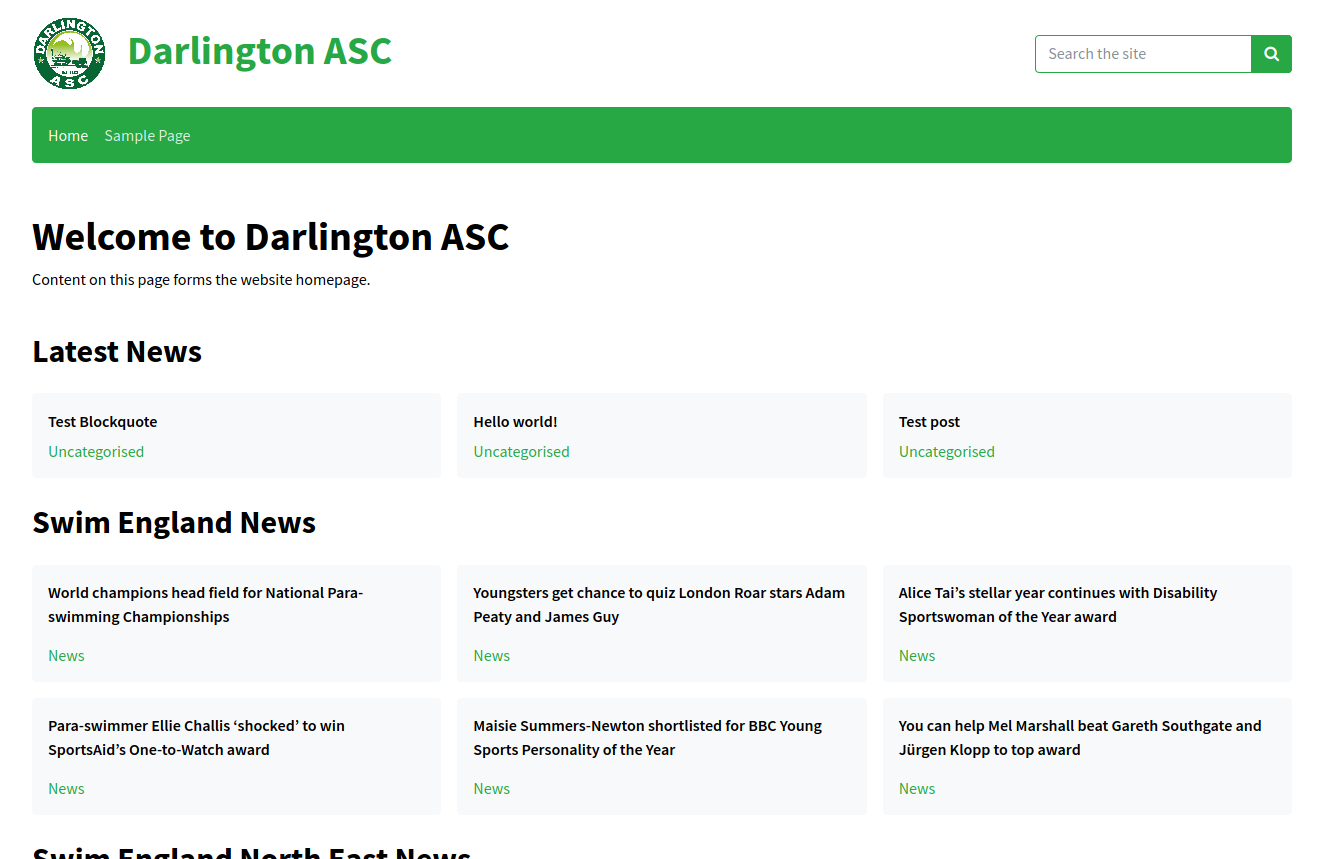 DARLINGTON
ASC
Darlington ASC
Search the site
Home Sample Page
Welcome to Darlington ASC
Content on this page forms the website homepage.
Latest News
Test Blockquote
Uncategorised
Hello world!
Uncategorised
Test post
Uncategorised
Swim England News
World champions head field for National Para-
swimming Championships
News
Youngsters get chance to quiz London Roar stars Adam
Peaty and James Guy
News
Alice Tai’s stellar year continues with Disability
Sportswoman of the Year award
News
Para-swimmer Ellie Challis ‘shocked’ to win
SportsAid’s One-to-Watch award
News
Maisie Summers-Newton shortlisted for BBC Young
Sports Personality of the Year
News
You can help Mel Marshall beat Gareth Southgate and
Jürgen Klopp to top award
News
Swim England North East News